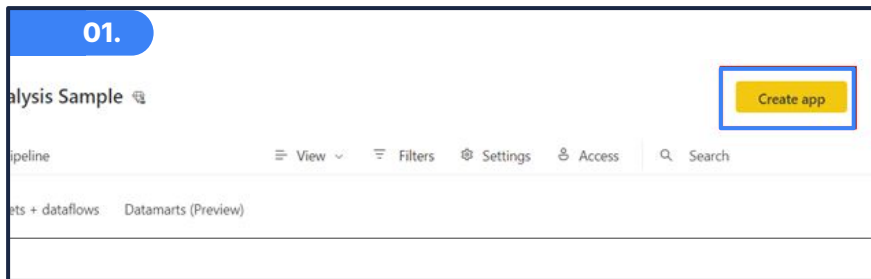 01.
alysis Sample
Create app
ipeline View Filters Settings Access Search
ets + dataflows Datamarts (Preview)